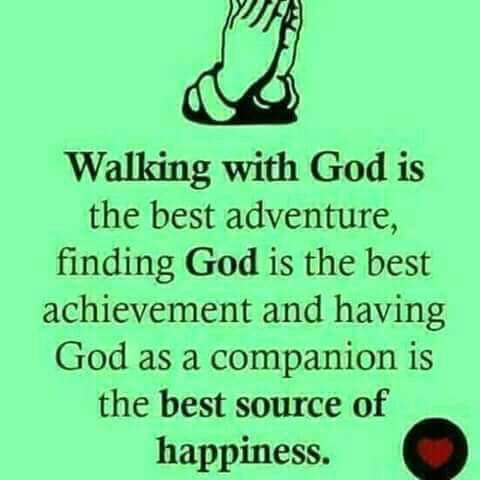 Walking with God is
the best adventure,
finding God is the best
achievement and having
God as a companion is
the best source of
happiness.